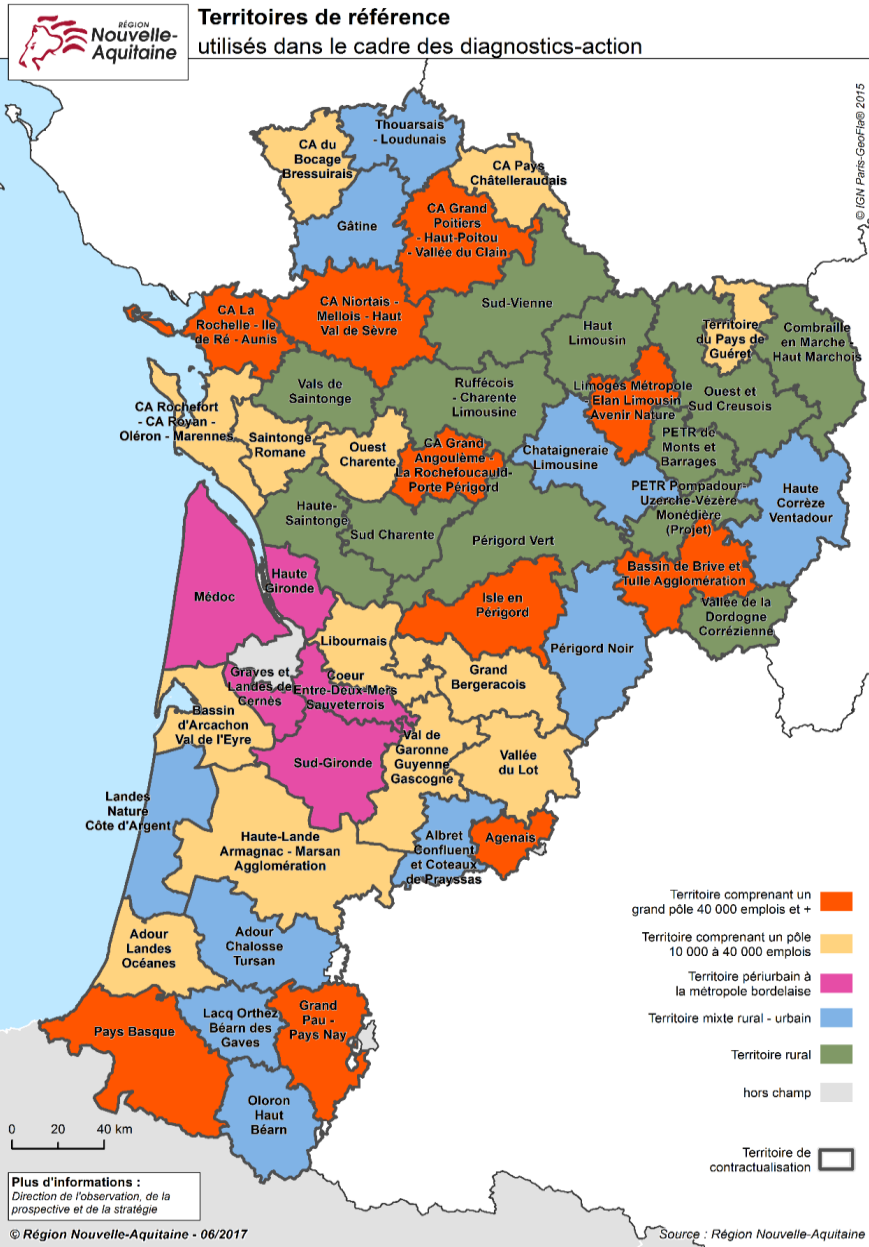 RÉGION
Nouvelle-
Aquitaine
Territoires de référence
utilisés dans le cadre des diagnostics-action
© IGN Paris-GeoFla® 2015
Thouarsais
- Loudunais
CA du
Bocage
Bressuirais
CA Pays
Châtelleraudais
Gâtine
CA Grand
Poitiers
- Haut-Poitou
- Vallée du Clain
CA La
Rochelle - Ile
de Ré - Aunis
CA Niortais -
Mellois - Haut
Val de Sèvre
Sud-Vienne
Haut
Limousin
Territoire
du Pays de
Guéret
Combraille
en Marche -
Haut Marchois
Vals de
Saintonge
Ruffécois
- Charente
Limousine
Limoges Métropole
- Elan Limousin
Avenir Nature
Ouest et
Sud Creusois
CA Rochefort
- CA Royan -
Oléron - Marennes
Saintonge
Romane
Ouest
Charente
CA Grand
Angoulème -
La Rochefoucauld-
Porte Périgord
Chataigneraie
Limousine
PETR de
Monts et
Barrages
PETR Pompadour-
Uzerche-Vézère
Monédière
(Projet)
Haute
Corrèze
Ventadour
Haute-
Saintonge
Sud Charente
Périgord Vert
Médoc
Haute
Gironde
Isle en
Périgord
Bassin de Brive et
Tulle Agglomération
Vallée de la
Dordogne
Corrézienne
Libournais
Périgord Noir
Graves et
Landes de
Cernès
Coeur
Entre-Deux-Mers
Sauveterrois
Grand
Bergeracois
Bassin
d'Arcachon
Val de l'Eyre
Sud-Gironde
Val de
Garonne
Guyenne
Gascogne
Vallée
du Lot
Landes
Nature
Côte d'Argent
Haute-Lande
Armagnac - Marsan
Agglomération
Albret
Confluent
et Coteaux
de Prayssas
Agenais
Adour
Landes
Océanes
Adour
Chalosse
Tursan
Pays Basque
Lacq Orthez
Béarn des
Gaves
Grand
Pau -
Pays Nay
Oloron
Haut
Béarn
Territoire comprenant un
grand pôle 40 000 emplois et +
Territoire comprenant un pôle
10 000 à 40 000 emplois
Territoire périurbain à
la métropole bordelaise
Territoire mixte rural - urbain
Territoire rural
hors champ
Territoire de
contractualisation
0 20 40 km
Plus d'informations :
Direction de l'observation, de la
prospective et de la stratégie
© Région Nouvelle-Aquitaine - 06/2017
Source : Région Nouvelle-Aquitaine